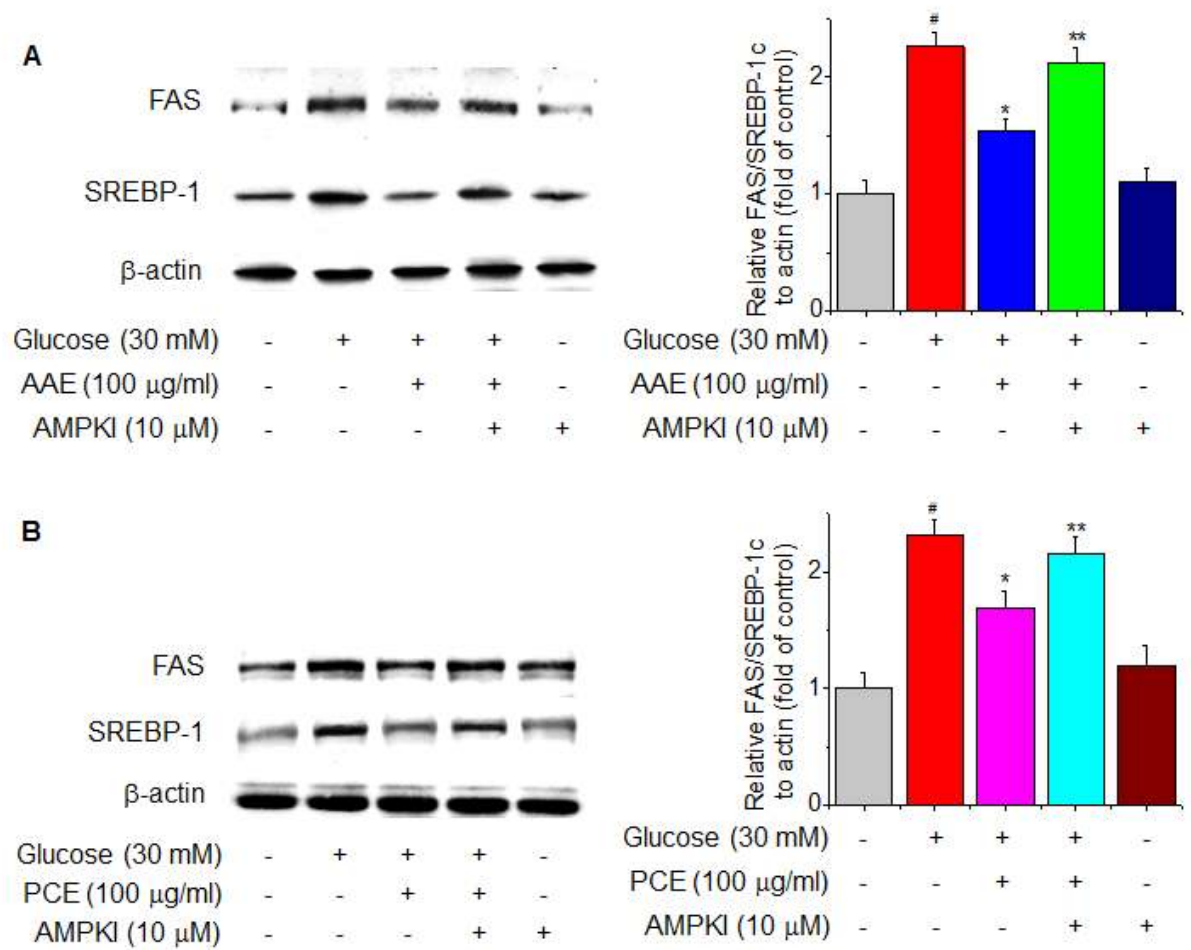 A
FAS
SREBP-1
β-actin
Glucose (30 mM) - + + + -
AAE (100 μg/ml) - - + + -
AMPKI (10 μM) - - - + +
Relative FAS/SREBP-1c
to actin (fold of control)
2
1
0
# * **
Glucose (30 mM) - + + + -
AAE (100 μg/ml) - - + + -
AMPKI (10 μM) - - - + +
B
FAS
SREBP-1
β-actin
Glucose (30 mM) - + + + -
PCE (100 μg/ml) - - + + -
AMPKI (10 μM) - - - + +
Relative FAS/SREBP-1c
to actin (fold of control)
2
1
0
# * **
Glucose (30 mM) - + + + -
PCE (100 μg/ml) - - + + -
AMPKI (10 μM) - - - + +